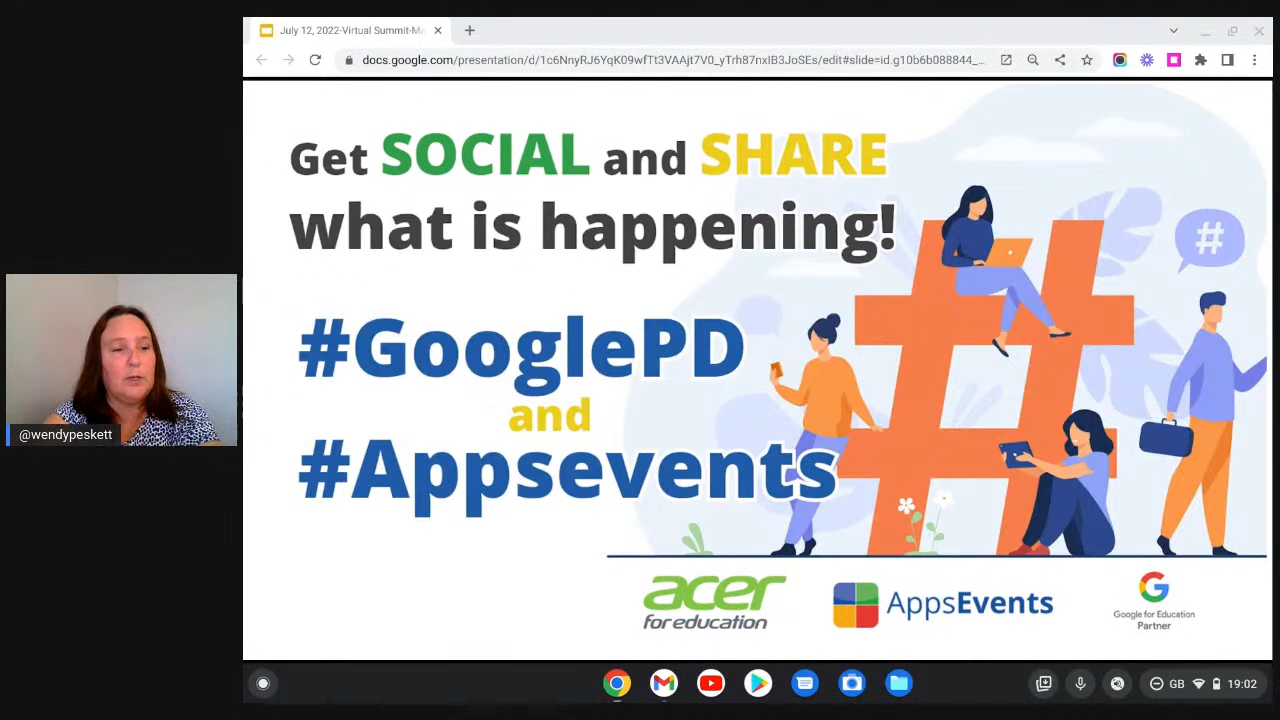 July 12, 2022-Virtual Summit-Ma
docs.google.com/presentation/d/1c6NnyRJ6YqK09wfTt3VAAjt7V0_yTrh87nxIB3JoSEs/edit#slide=id.g10b6b088844_...
Get SOCIAL and SHARE
what is happening!
#
#GooglePD
and
#Appsevents
@wendypeskett
acer
for education
AppsEvents
Google for Education
Partner
GB 19:02